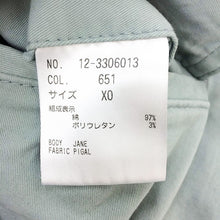 NO. 12-3306013
COL. 651
サイズ XO
組成表示
綿 97%
ポリウレタン 3%
BODY JANE
FABRIC PIGAL